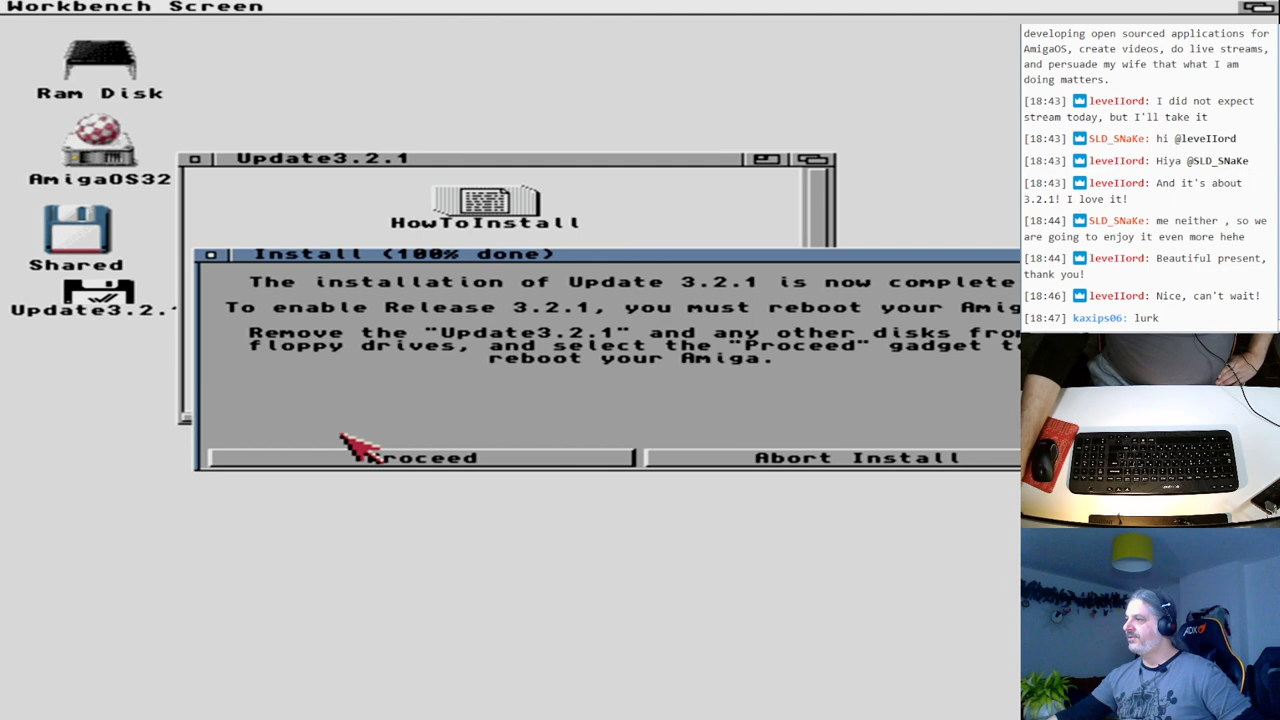 Workbench Screen
Ram Disk
AmigaOS32
Shared
Update3.2.
Update3.2.1
HowToInstall
Install (100% done)
The installation of Update 3.2.1 is now complete
To enable Release 3.2.1, you must reboot your Amig
Remove the "Update3.2.1" and any other disks from
floppy drives, and select the "Proceed" gadget to
reboot your Amiga.
roceed
Abort Install
developing open sourced applications for
AmigaOS, create videos, do live streams,
and persuade my wife that what I am
doing matters.
[18:43] leveIIord: I did not expect
stream today, but I'll take it
[18:43] SLD_SNaKe: hi @leveIIord
[18:43] leveIIord: Hiya @SLD_SNaKe
[18:43] leveIIord: And it's about
3.2.1! I love it!
[18:44] SLD_SNaKe: me neither , so we
are going to enjoy it even more hehe
[18:44] leveIIord: Beautiful present,
thank you!
[18:46] leveIIord: Nice, can't wait!
[18:47] kaxips06: lurk